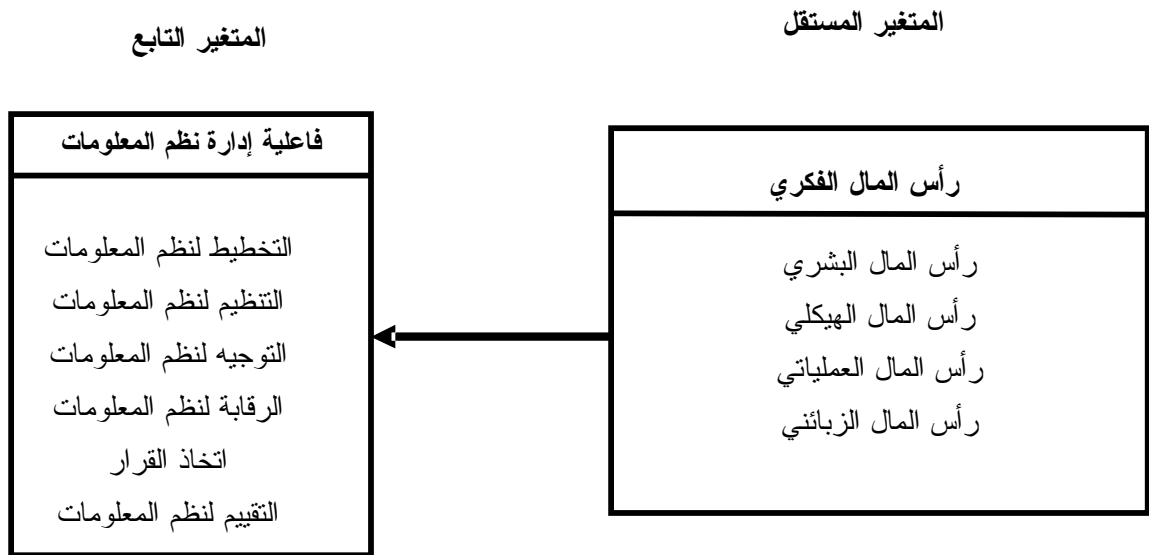 المتغير المستقل
المتغير التابع
رأس المال الفكري
رأس المال البشري
رأس المال الهيكلي
رأس المال العملياتي
رأس المال الزبائني
فاعلية إدارة نظم المعلومات
التخطيط لنظم المعلومات
التنظيم لنظم المعلومات
التوجيه لنظم المعلومات
الرقابة لنظم المعلومات
اتخاذ القرار
التقييم لنظم المعلومات